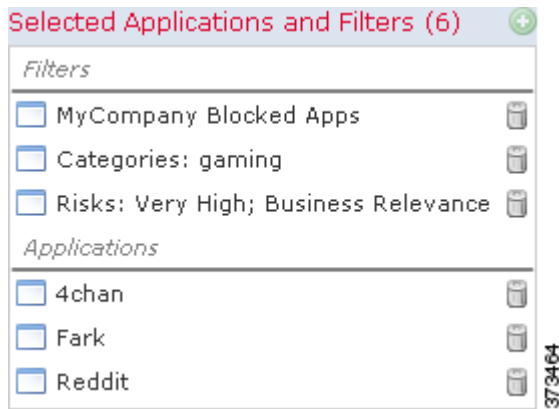 Selected Applications and Filters (6)
Filters
MyCompany Blocked Apps
Categories: gaming
Risks: Very High; Business Relevance
Applications
4chan
Fark
Reddit
373464